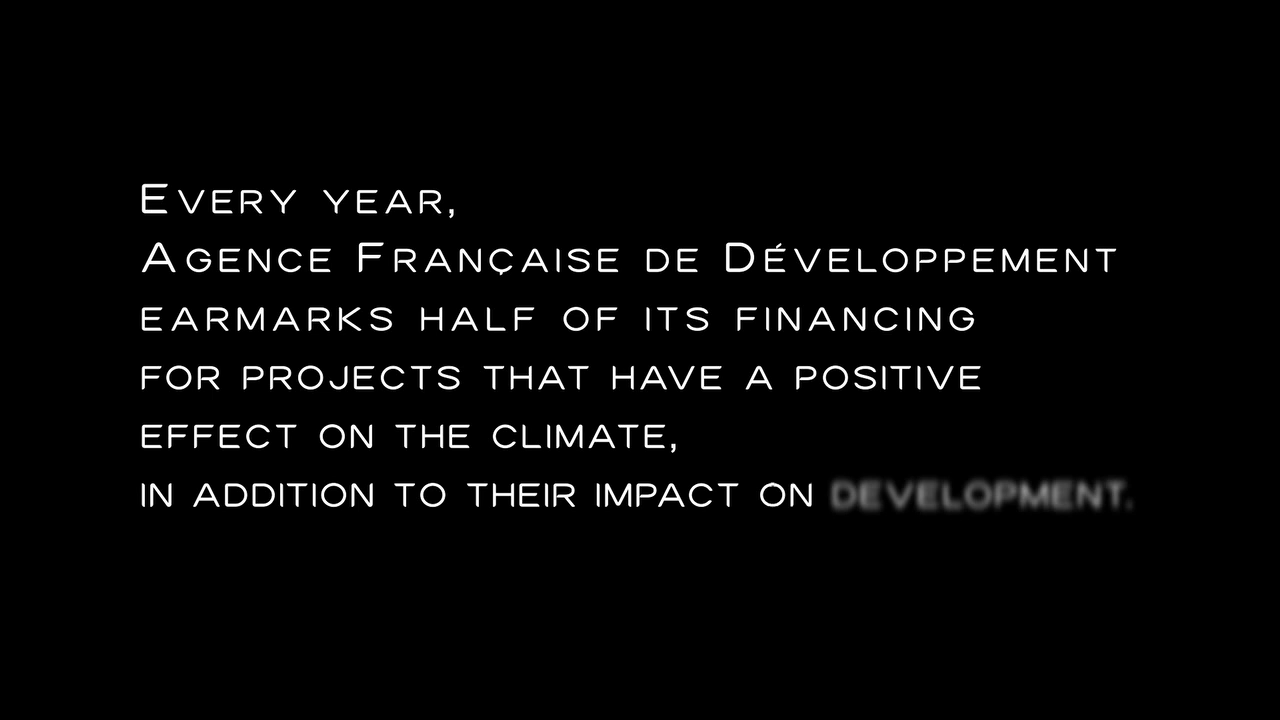 Every year,
Agence Française de Développement
earmarks half of its financing
for projects that have a positive
effect on the climate,
in addition to their impact on development.